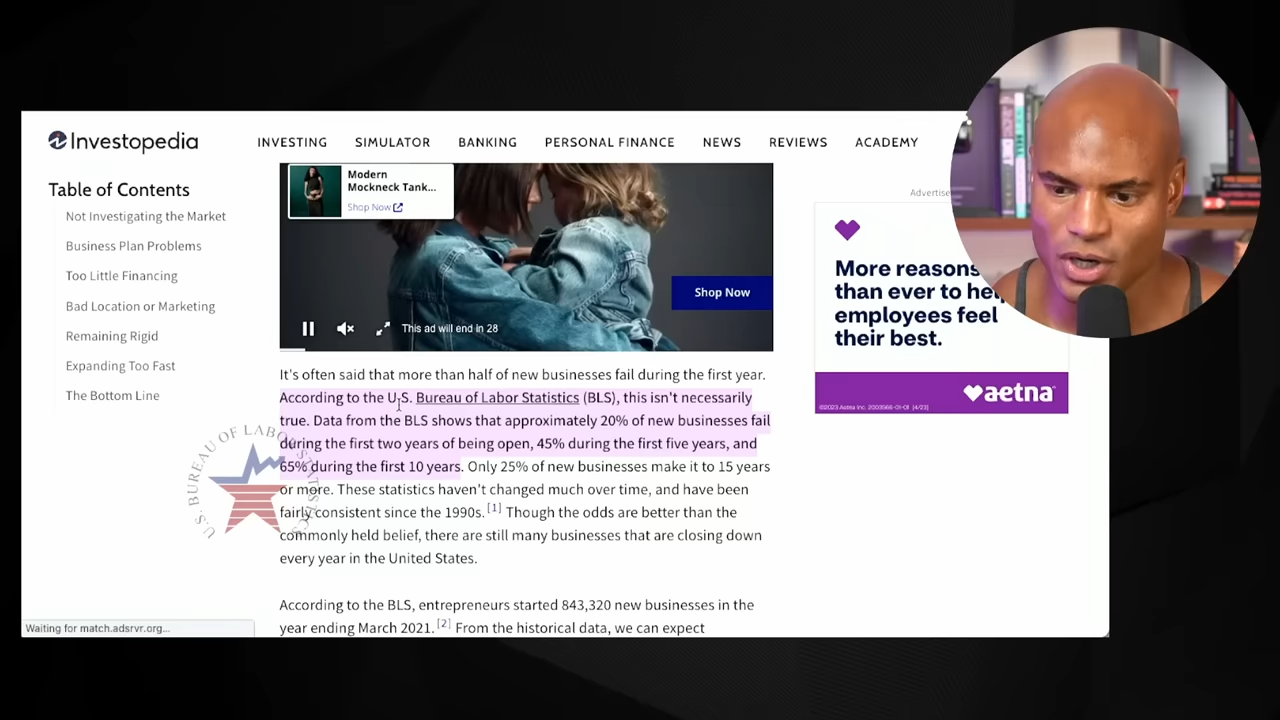 Investopedia
INVESTING
SIMULATOR
BANKING
PERSONAL FINANCE
NEWS
REVIEWS
ACADEMY
Table of Contents
Not Investigating the Market
Business Plan Problems
Too Little Financing
Bad Location or Marketing
Remaining Rigid
Expanding Too Fast
The Bottom Line
Modern
Mockneck Tank...
Shop Now
Shop Now
This ad will end in 28
It's often said that more than half of new businesses fail during the first year.
According to the U.S. Bureau of Labor Statistics (BLS), this isn't necessarily
true. Data from the BLS shows that approximately 20% of new businesses fail
during the first two years of being open, 45% during the first five years, and
65% during the first 10 years. Only 25% of new businesses make it to 15 years
or more. These statistics haven't changed much over time, and have been
fairly consistent since the 1990s.[1] Though the odds are better than the
commonly held belief, there are still many businesses that are closing down
every year in the United States.
According to the BLS, entrepreneurs started 843,320 new businesses in the
year ending March 2021.[2] From the historical data, we can expect
U.S. BUREAU OF LABOR STATISTICS
Waiting for match.adsrvr.org...
More reasons
than ever to
employees feel
their best.
aetna